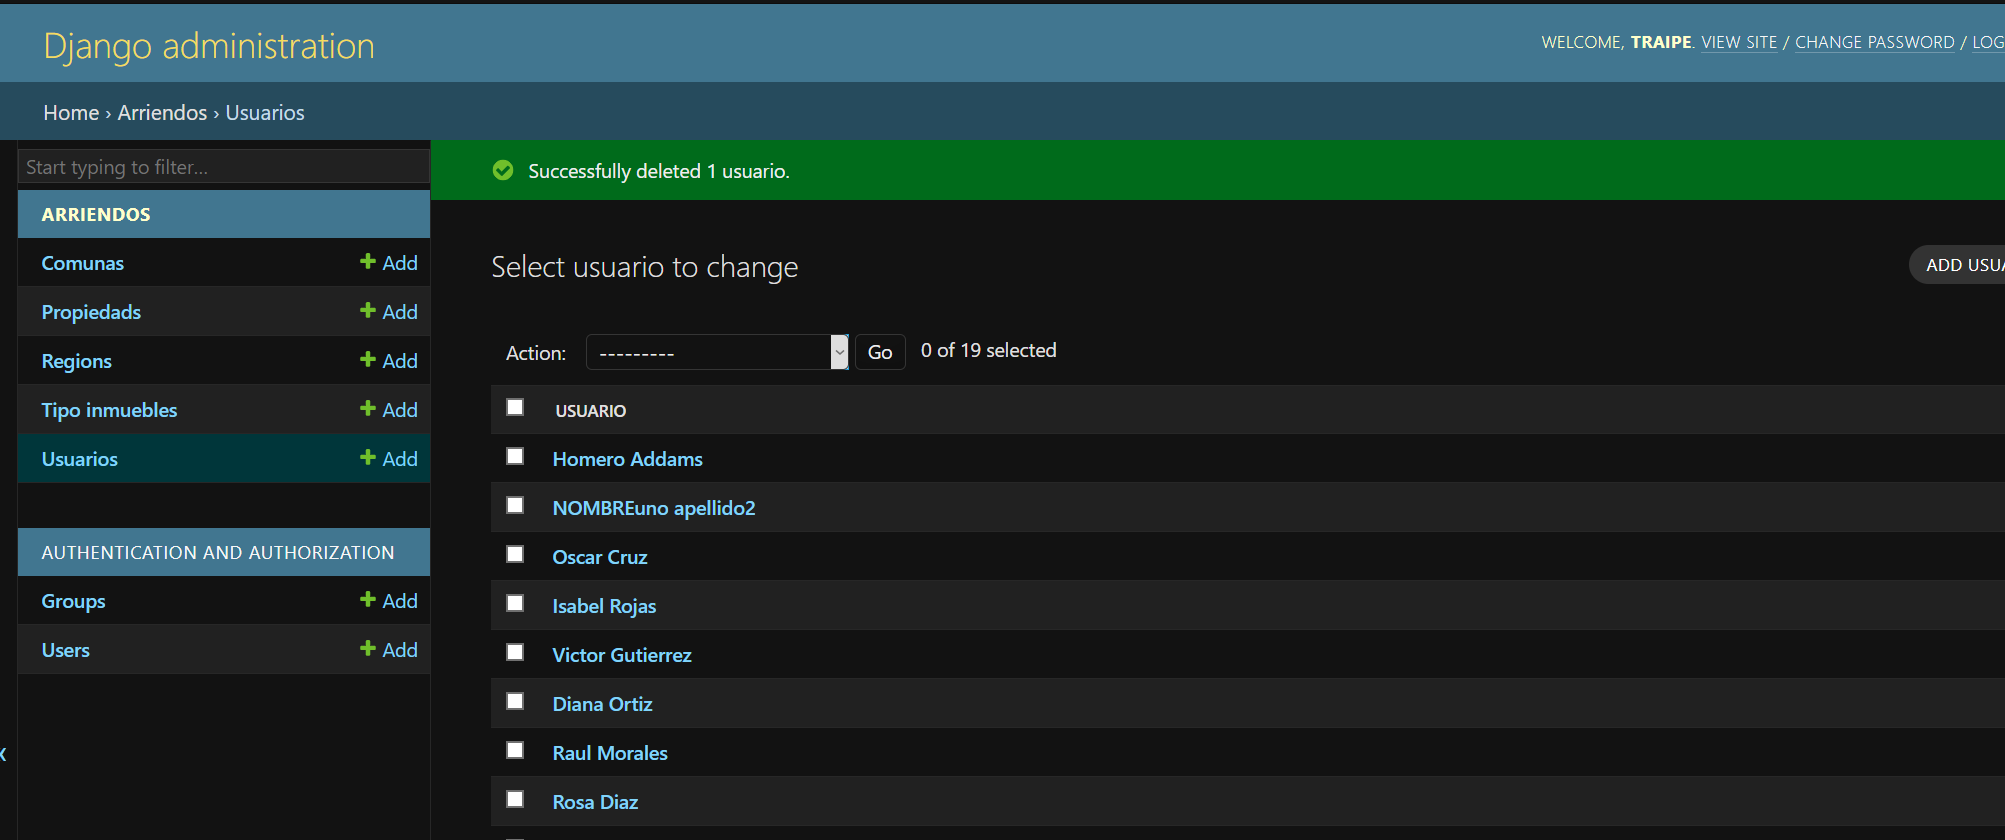 Django administration
WELCOME, TRAIPE. VIEW SITE / CHANGE PASSWORD / LOG
Home › Arriendos › Usuarios
Start typing to filter...
ARRIENDOS
Comunas + Add
Propiedads + Add
Regions + Add
Tipo inmuebles + Add
Usuarios + Add
AUTHENTICATION AND AUTHORIZATION
Groups + Add
Users + Add
Successfully deleted 1 usuario.
Select usuario to change
ADD USUA
Action: --------- Go 0 of 19 selected
USUARIO
Homero Addams
NOMBREuno apellido2
Oscar Cruz
Isabel Rojas
Victor Gutierrez
Diana Ortiz
Raul Morales
Rosa Diaz